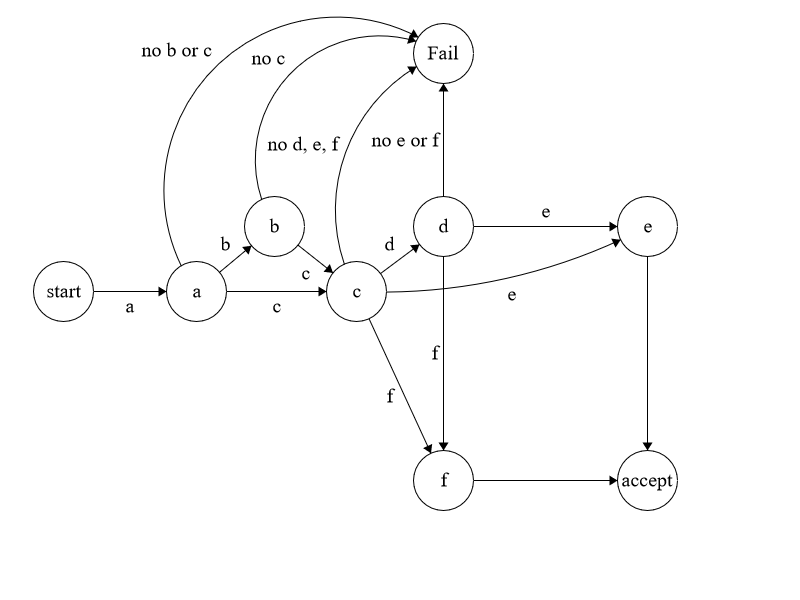 Fail
no b or c
no c
no d, e, f
no e or f
b
d
e
e
b
c
d
start
a
a
c
c
e
f
f
f
accept